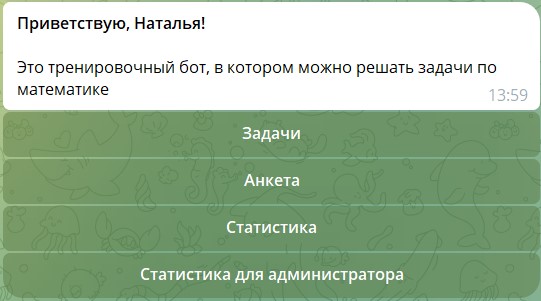 Приветствую, Наталья!
Это тренировочный бот, в котором можно решать задачи по
математике
13:59
Задачи
Анкета
Статистика
Статистика для администратора